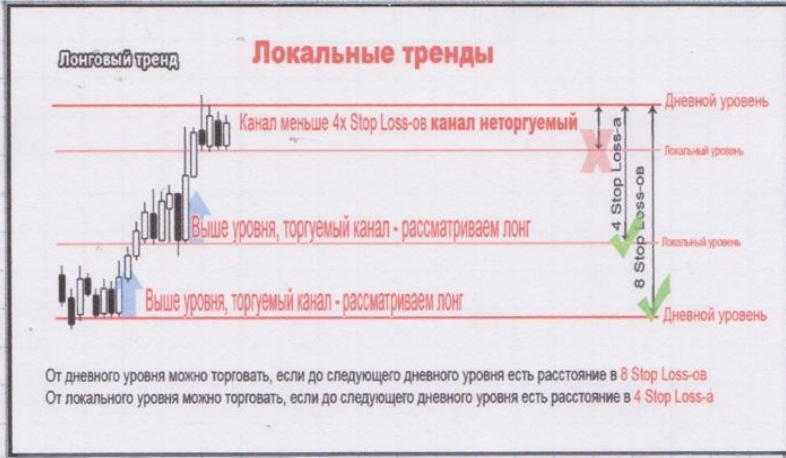 Локальные тренды
Лонговый тренд
Дневной уровень
Канал меньше 4х Stop Loss-ов канал неторгуемый
Локальный уровень
4 Stop Loss-а
8 Stop Loss-ов
Выше уровня, торгуемый канал - рассматриваем лонг
Локальный уровень
Выше уровня, торгуемый канал - рассматриваем лонг
Дневной уровень
От дневного уровня можно торговать, если до следующего дневного уровня есть расстояние в 8 Stop Loss-ов
От локального уровня можно торговать, если до следующего дневного уровня есть расстояние в 4 Stop Loss-а